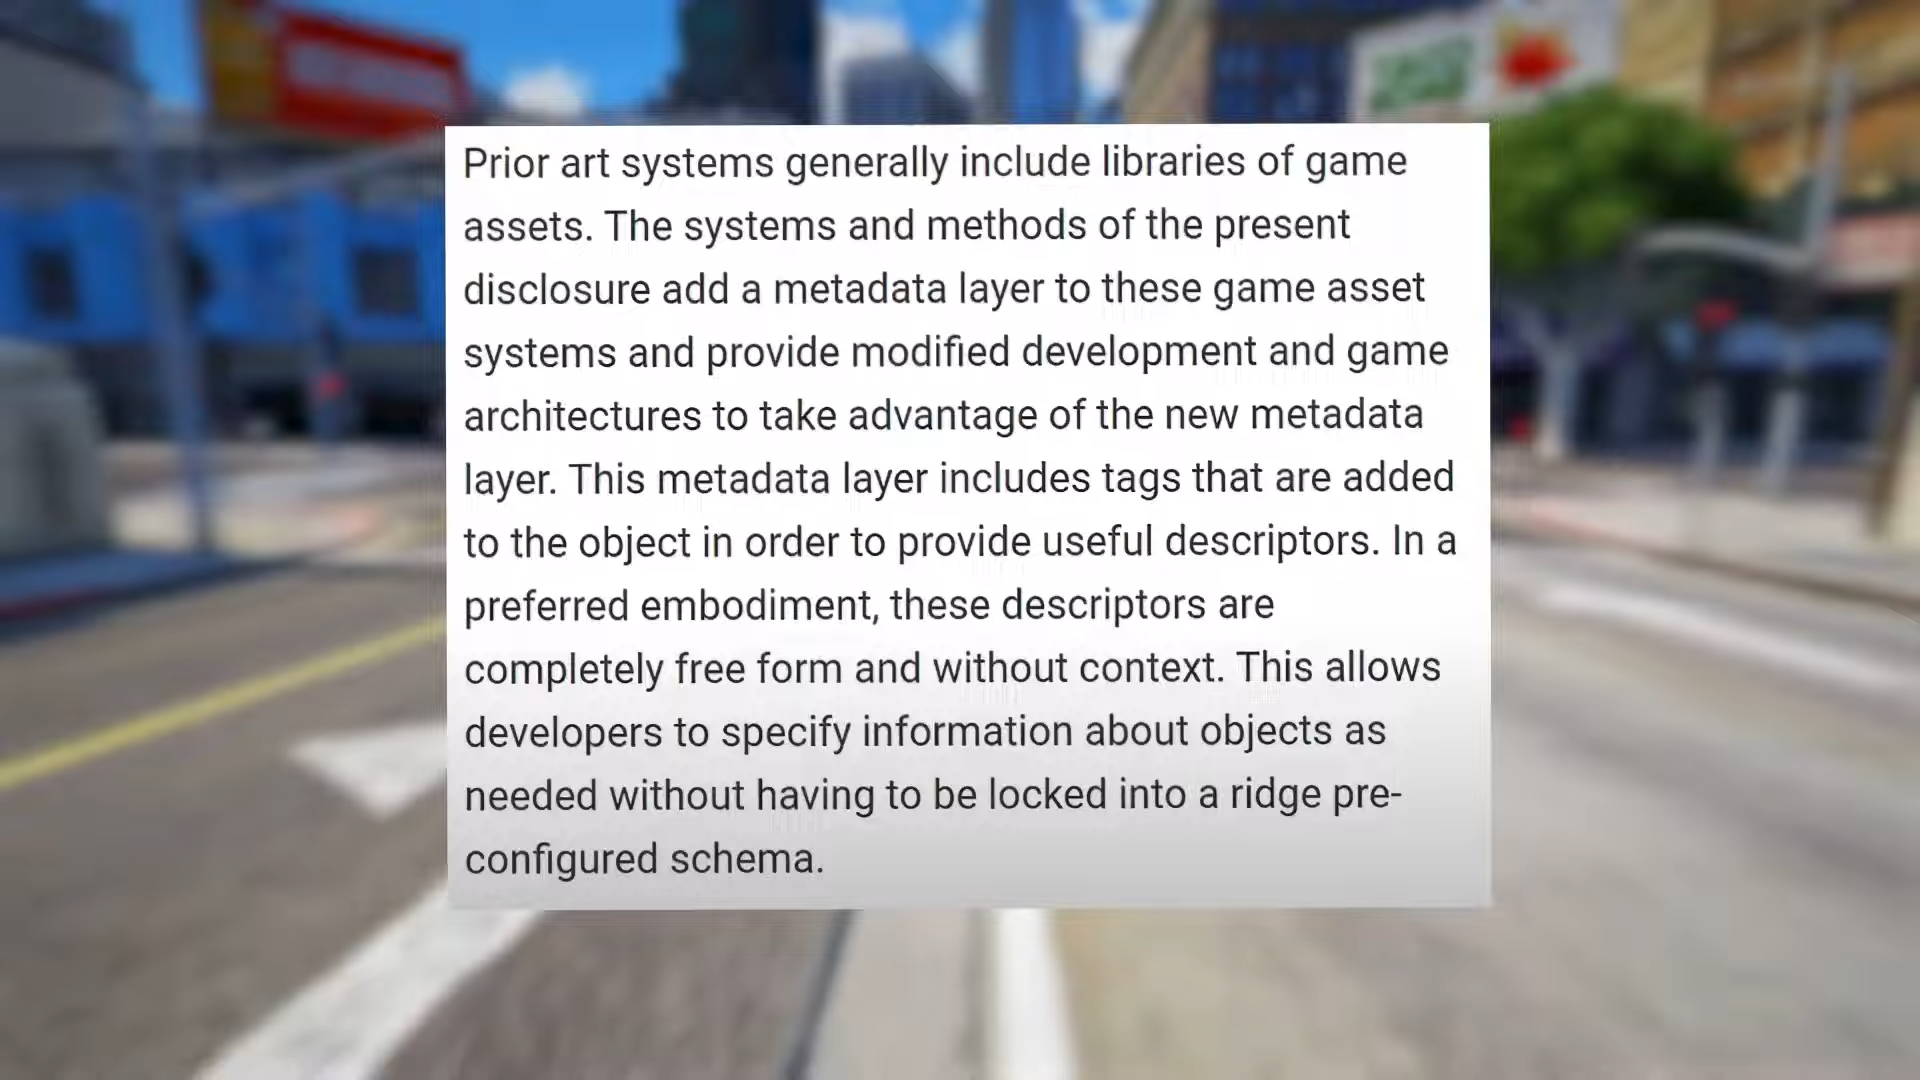 Prior art systems generally include libraries of game
assets. The systems and methods of the present
disclosure add a metadata layer to these game asset
systems and provide modified development and game
architectures to take advantage of the new metadata
layer. This metadata layer includes tags that are added
to the object in order to provide useful descriptors. In a
preferred embodiment, these descriptors are
completely free form and without context. This allows
developers to specify information about objects as
needed without having to be locked into a ridge pre-
configured schema.